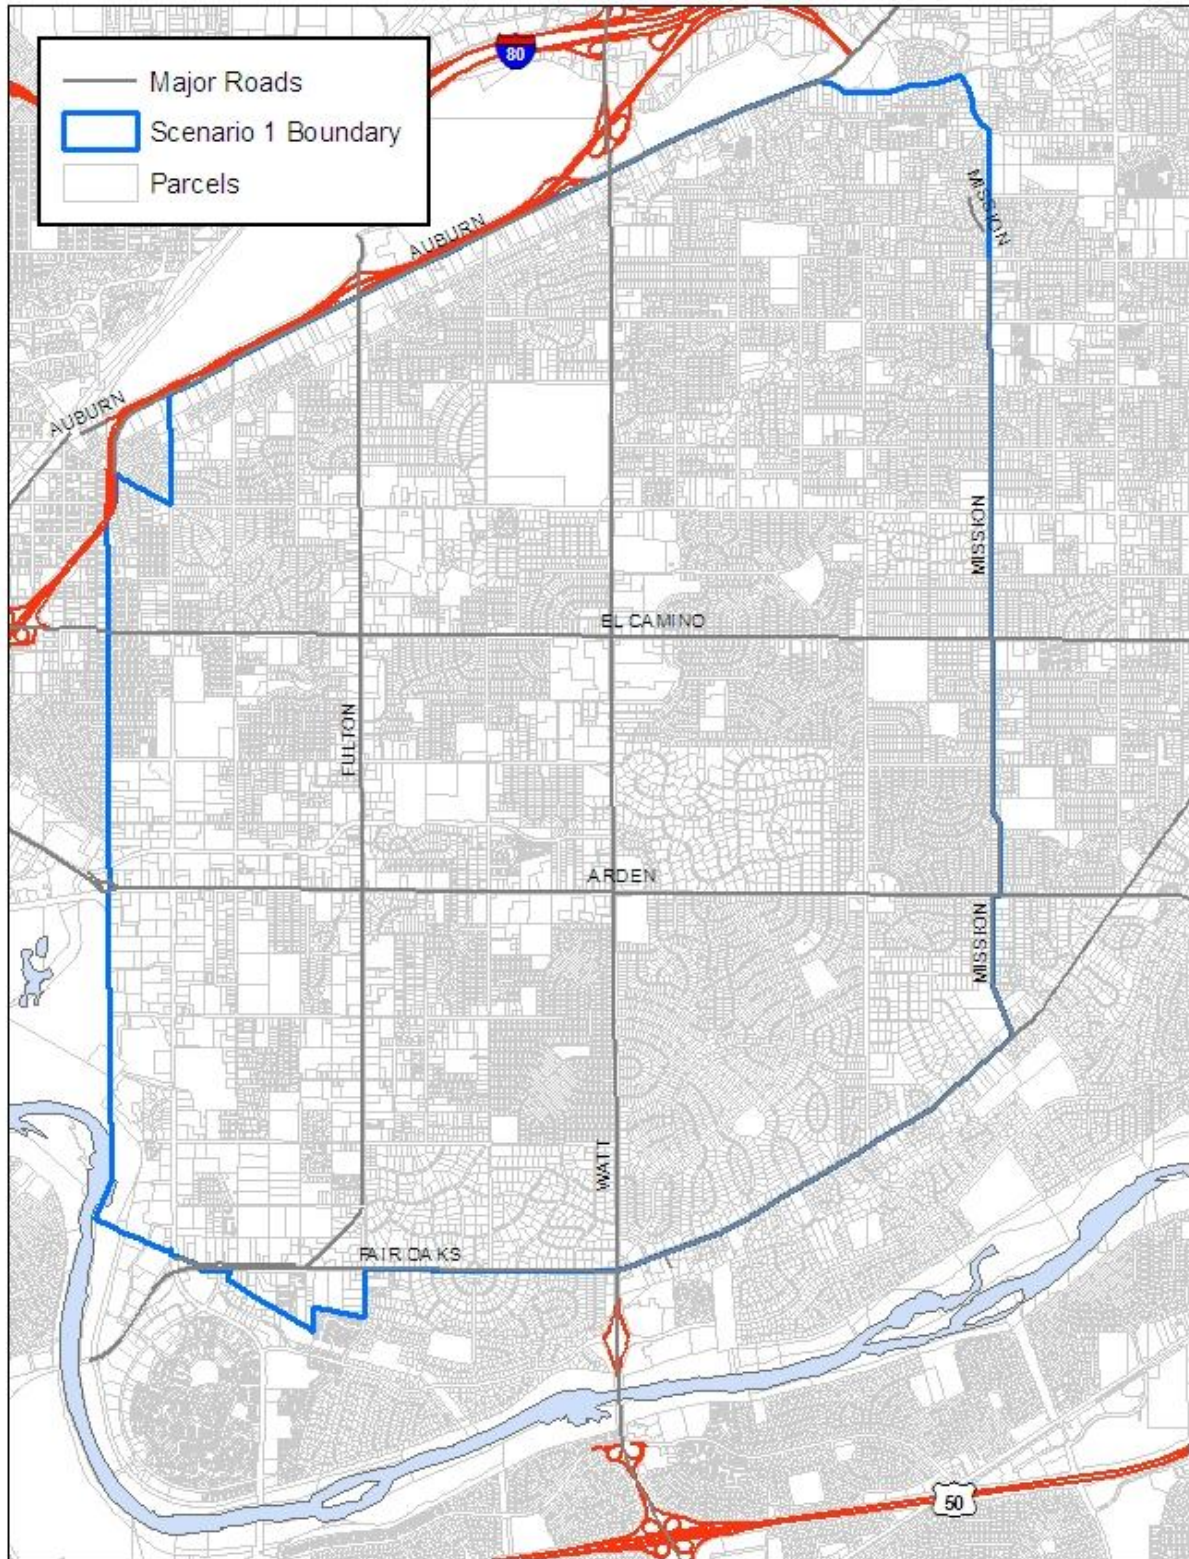 80
Major Roads
Scenario 1 Boundary
Parcels
MISSION
AUBURN
AUBURN
MISSION
EL CAMINO
FULTON
ARDEN
MISSION
WATT
FAIR OAKS
50